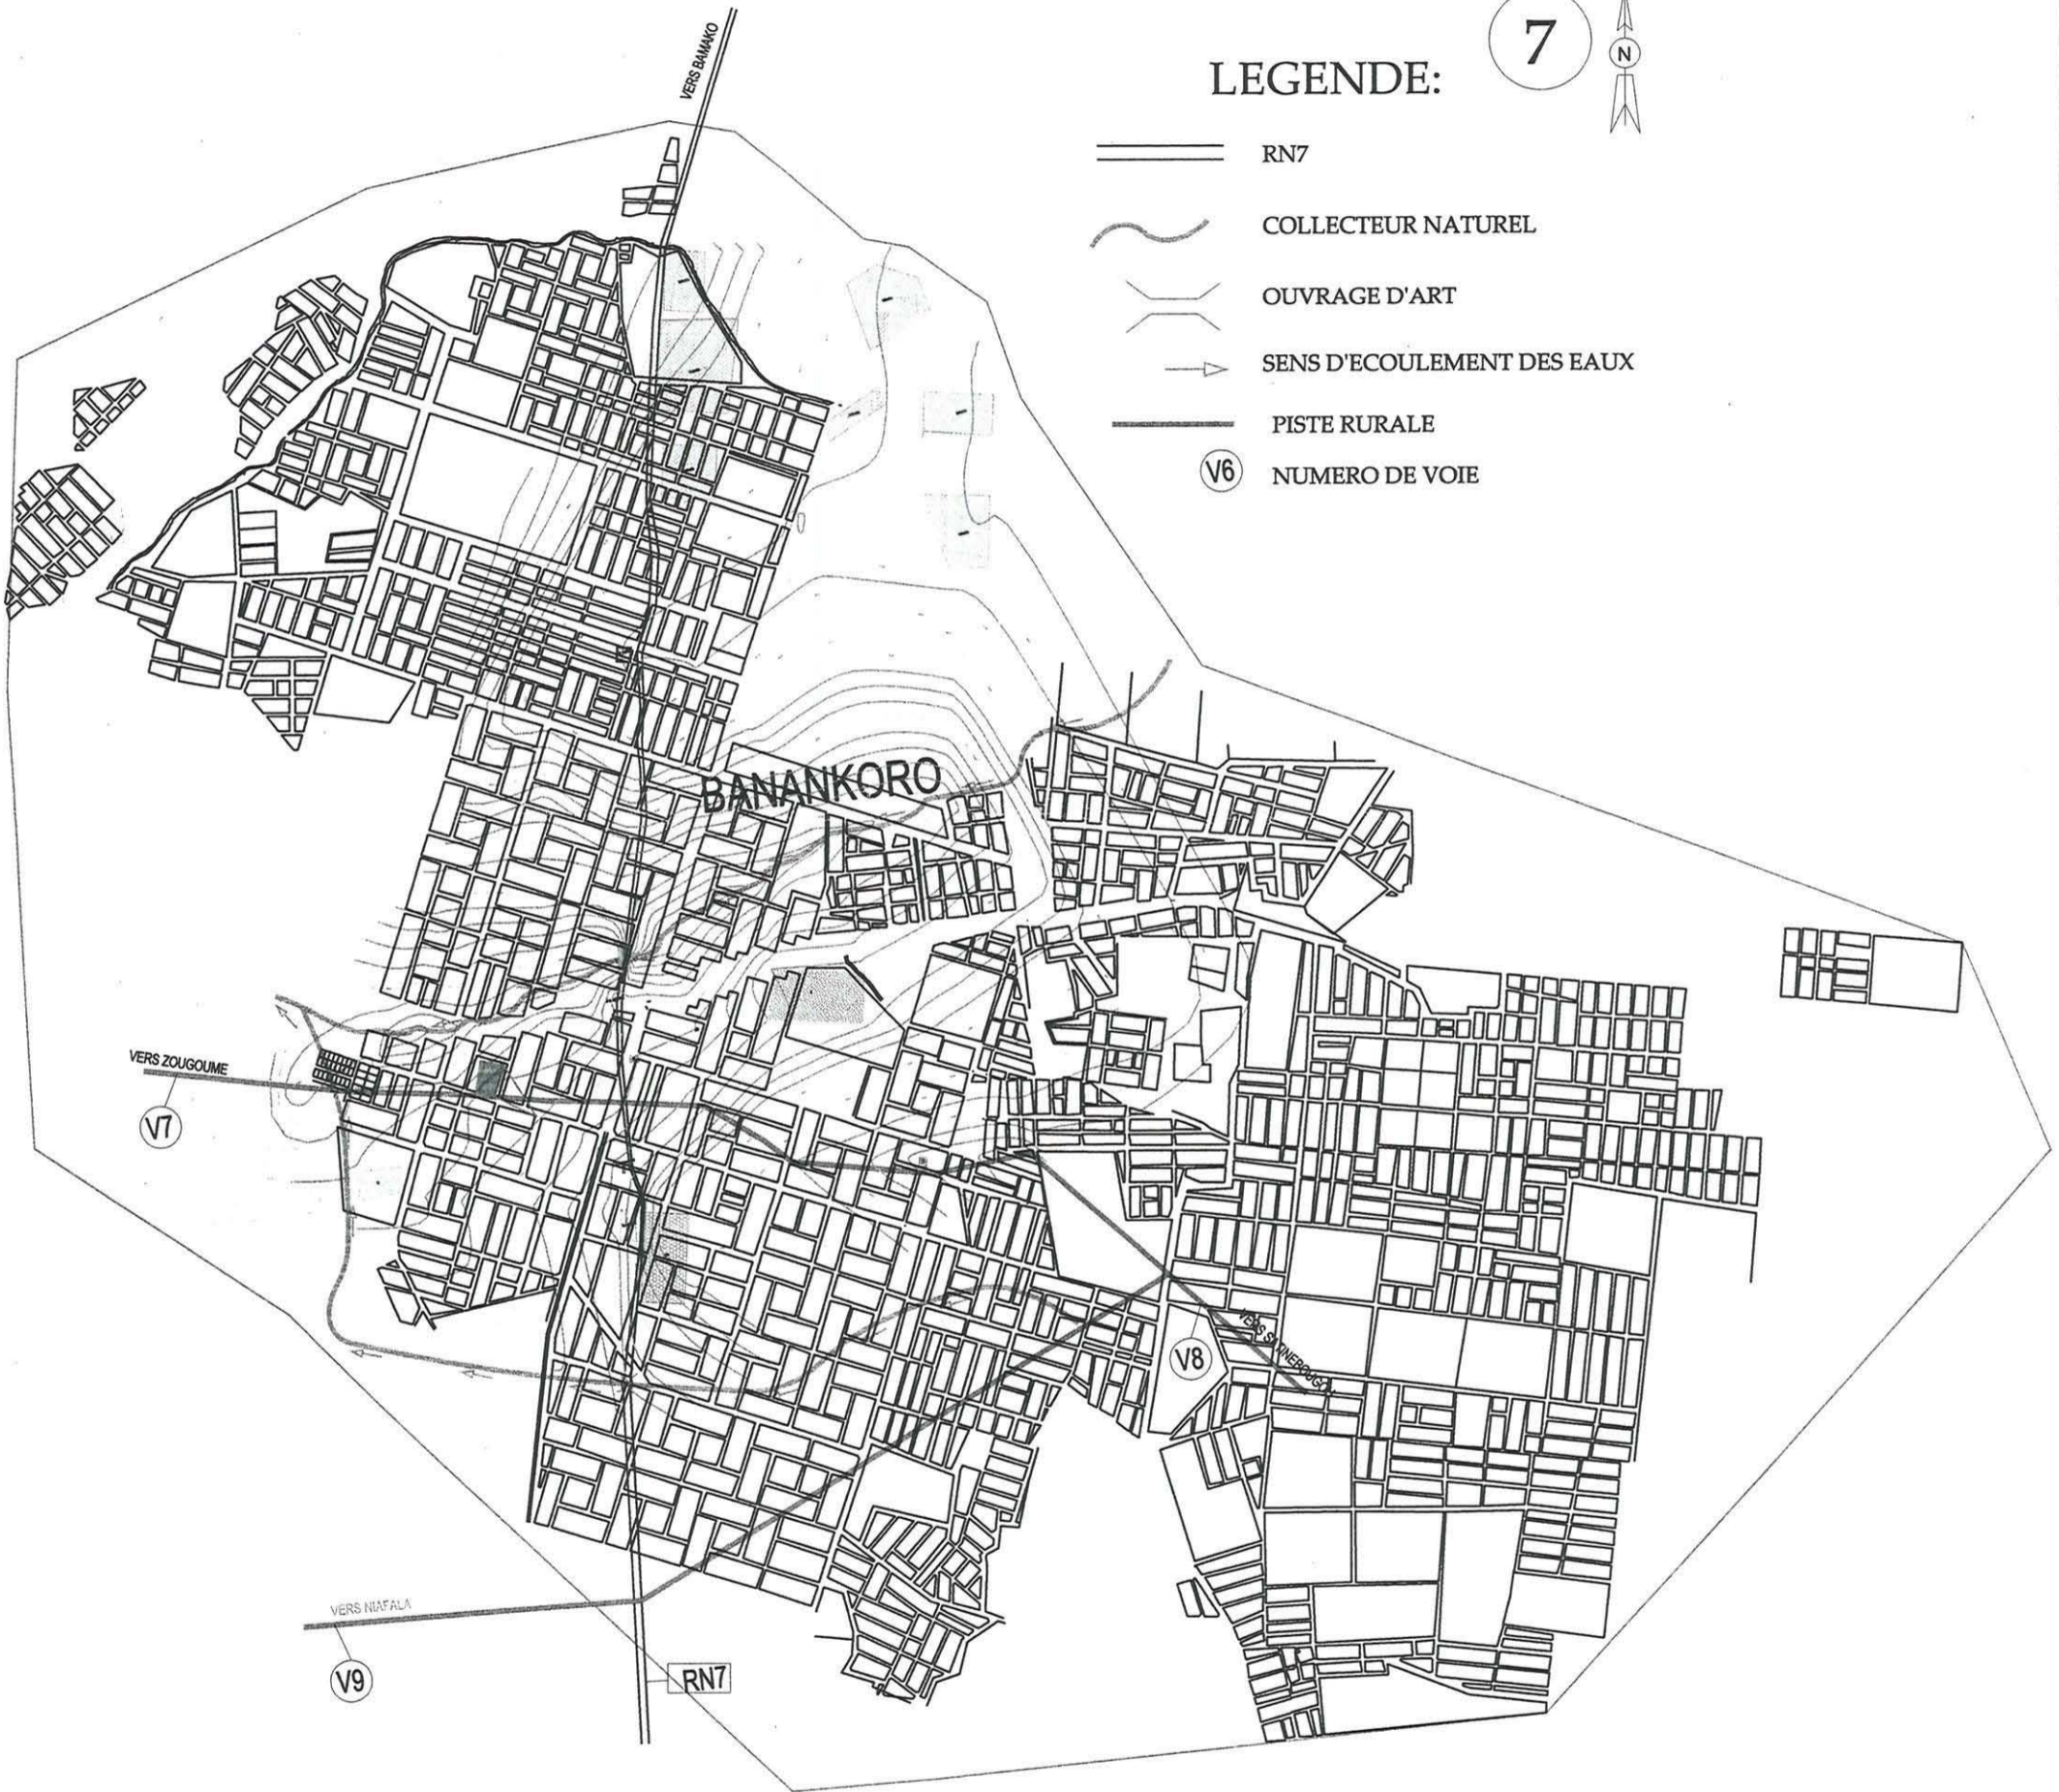 7
N
LEGENDE:
RN7
COLLECTEUR NATUREL
OUVRAGE D'ART
SENS D'ECOULEMENT DES EAUX
PISTE RURALE
V6 NUMERO DE VOIE
VERS BAMAKO
BANANKORO
VERS ZOUGOUME
V7
V8
VERS
VERS NIAFALA
V9
RN7